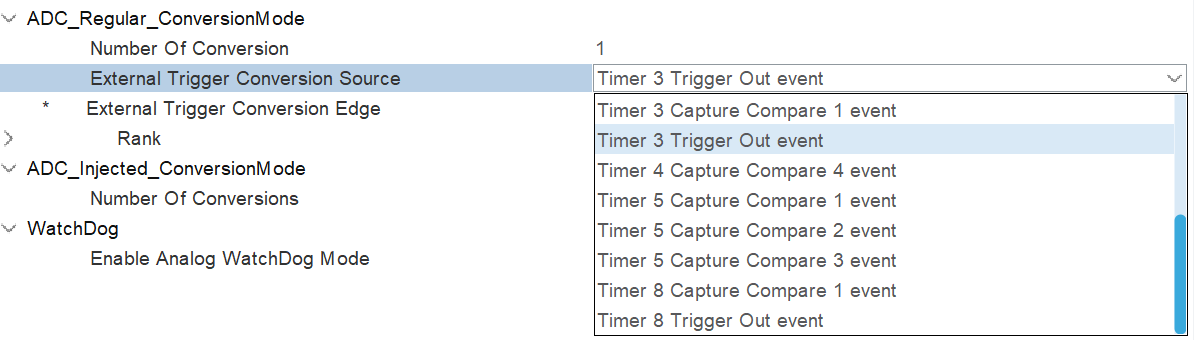 ADC_Regular_ConversionMode
Number Of Conversion 1
External Trigger Conversion Source Timer 3 Trigger Out event
* External Trigger Conversion Edge Timer 3 Capture Compare 1 event
Rank Timer 3 Trigger Out event
ADC_Injected_ConversionMode Timer 4 Capture Compare 4 event
Number Of Conversions Timer 5 Capture Compare 1 event
WatchDog Timer 5 Capture Compare 2 event
Enable Analog WatchDog Mode Timer 5 Capture Compare 3 event
Timer 8 Capture Compare 1 event
Timer 8 Trigger Out event